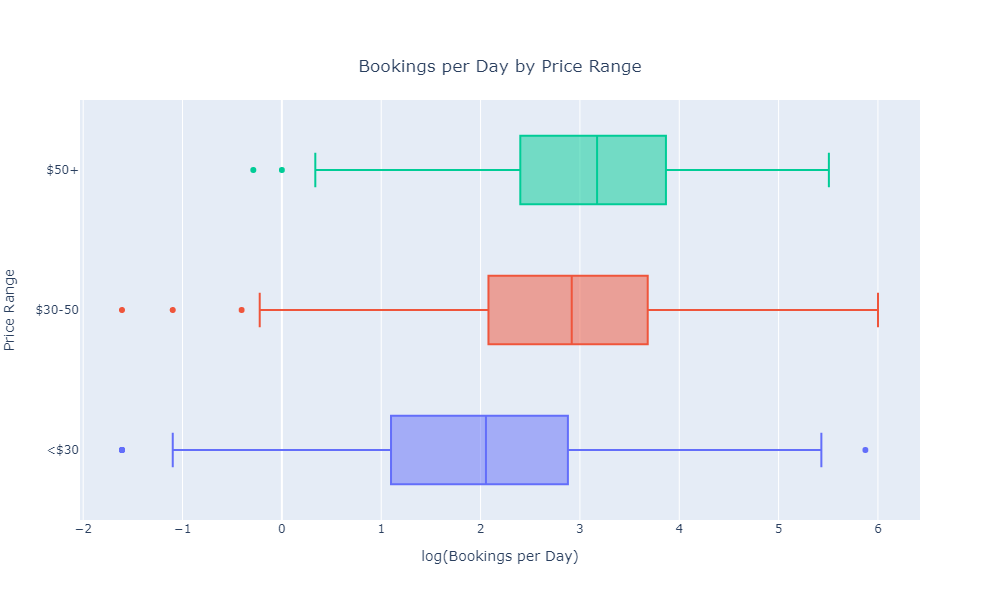 Bookings per Day by Price Range
Price Range
$50+
$30-50
<$30
−2 −1 0 1 2 3 4 5 6
log(Bookings per Day)